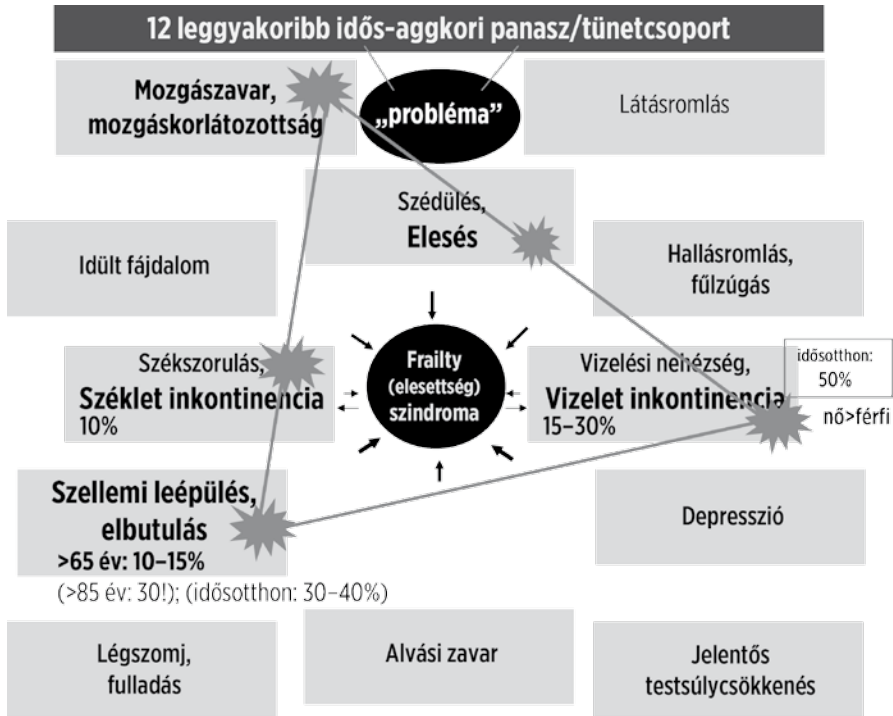 12 leggyakoribb idős-aggkori panasz/tünetcsoport
Mozgászavar,
mozgáskorlátozottság
„probléma”
Látásromlás
Szédülés,
Elesés
Idült fájdalom
Hallásromlás,
fűlzúgás
Székszorulás,
Széklet inkontinencia
10%
Frailty
(elesettség)
szindroma
Vizelési nehézség,
Vizelet inkontinencia
15–30%
idősotthon:
50%
nő>férfi
Szellemi leépülés,
elbutulás
>65 év: 10–15%
(>85 év: 30!); (idősotthon: 30–40%)
Depresszió
Légszomj,
fulladás
Alvási zavar
Jelentős
testsúlycsökkenés